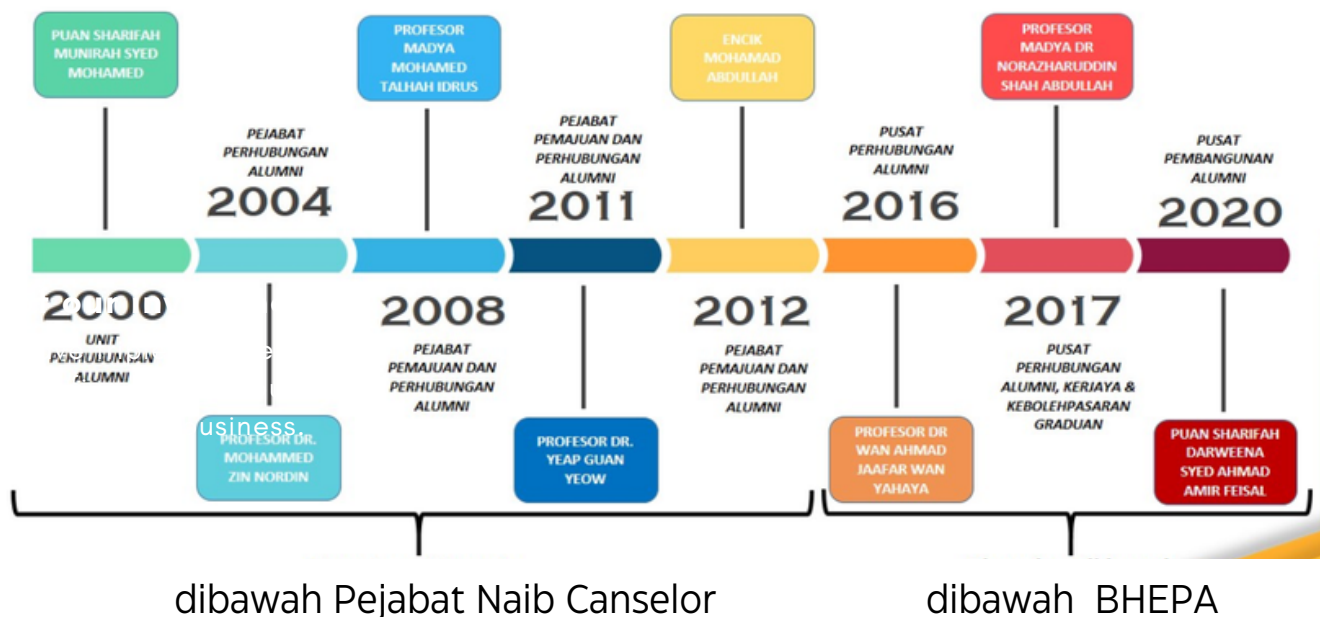 PUAN SHARIFAH
MUNIRAH SYED
MOHAMED
PROFESOR
MADYA
MOHAMED
TALHAH IDRUS
ENCIK
MOHAMAD
ABDULLAH
PROFESOR
MADYA DR
NORAZHARUDDIN
SHAH ABDULLAH
PEJABAT
PERHUBUNGAN
ALUMNI
2004
PEJABAT
PEMAJUAN DAN
PERHUBUNGAN
ALUMNI
2011
PUSAT
PERHUBUNGAN
ALUMNI
2016
PUSAT
PEMBANGUNAN
ALUMNI
2020
2000
UNIT
PERHUBUNGAN
ALUMNI
2008
PEJABAT
PEMAJUAN DAN
PERHUBUNGAN
ALUMNI
2012
PEJABAT
PEMAJUAN DAN
PERHUBUNGAN
ALUMNI
2017
PUSAT
PERHUBUNGAN
ALUMNI, KERJAYA &
KEBOLEHPASARAN
GRADUAN
usiness.
PROFESOR DR.
MOHAMMED
ZIN NORDIN
PROFESOR DR.
YEAP GUAN
YEOW
PROFESOR DR
WAN AHMAD
JAAFAR WAN
YAHAYA
PUAN SHARIFAH
DARWEENA
SYED AHMAD
AMIR FEISAL
dibawah Pejabat Naib Canselor
dibawah BHEPA